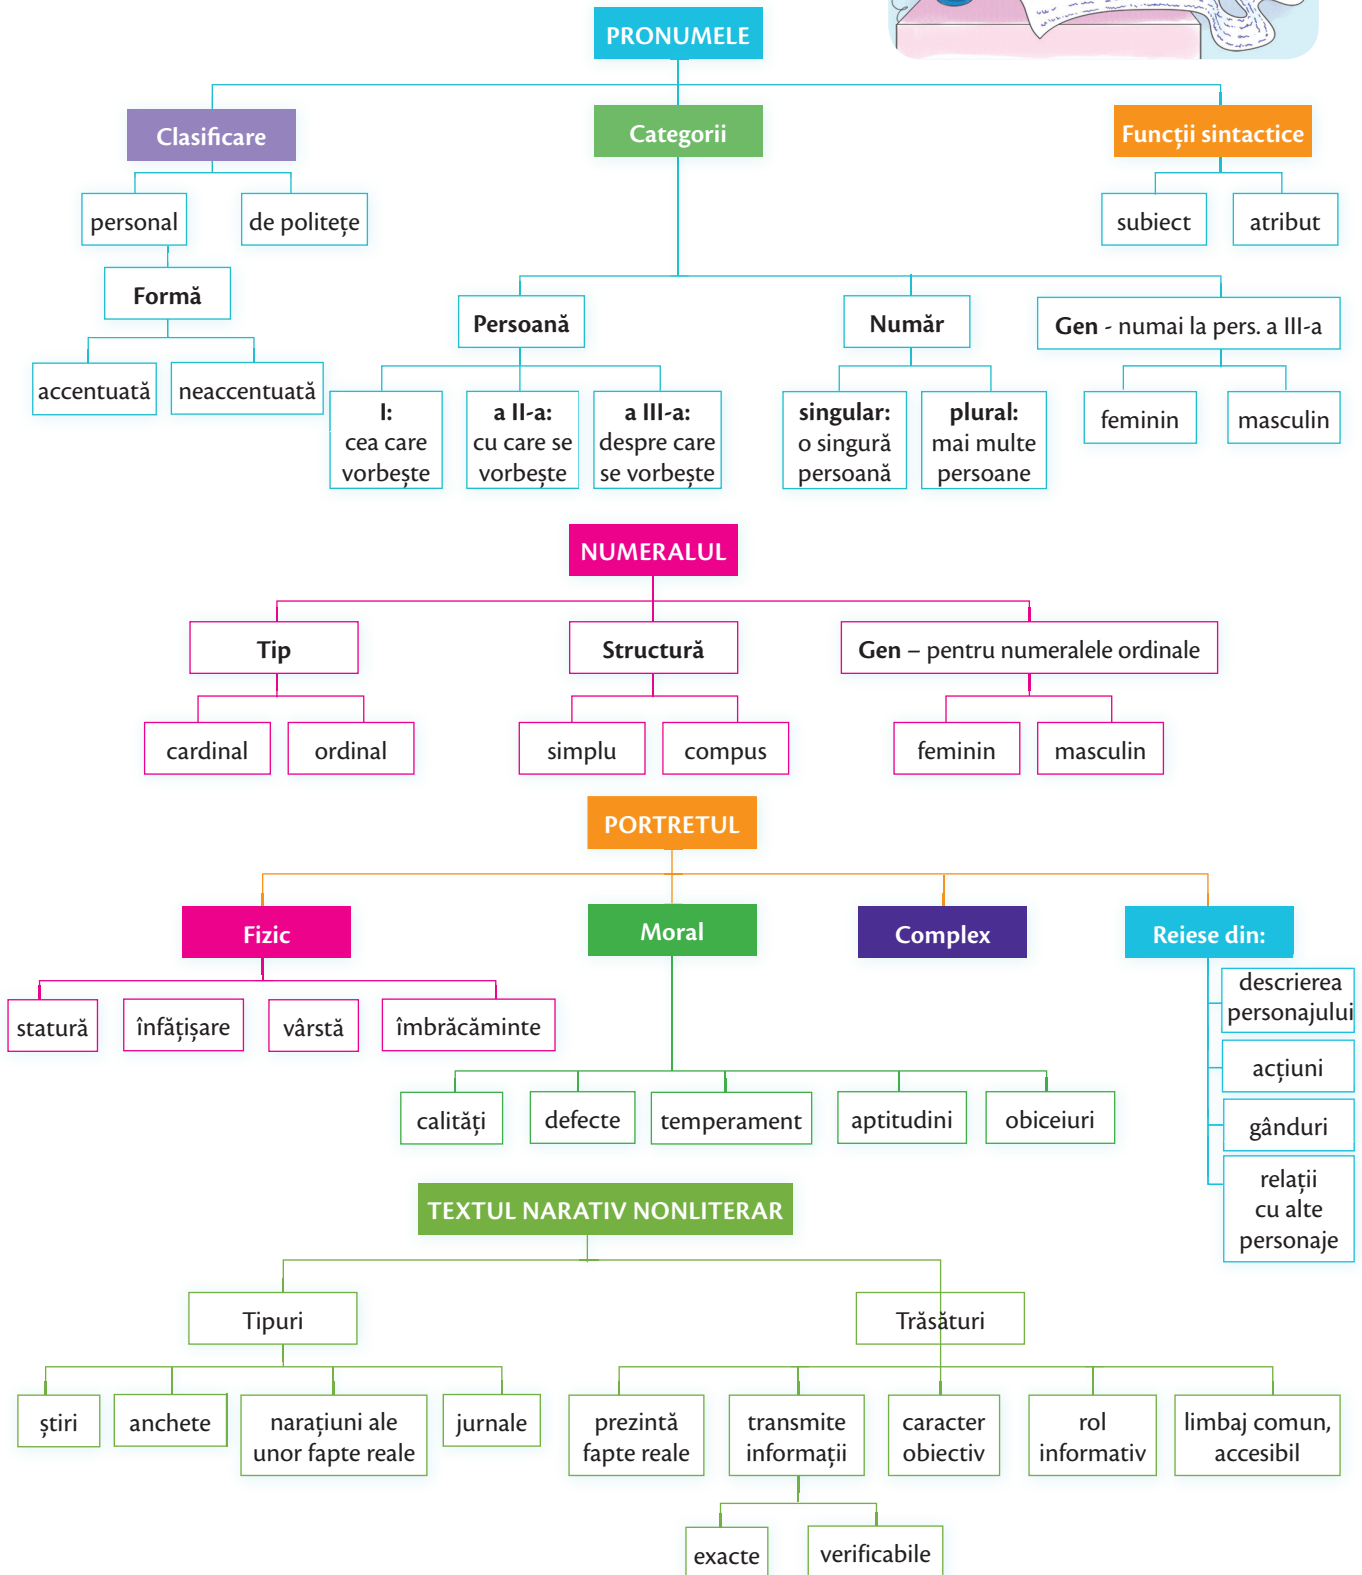 PRONUMELE
Clasificare
Categorii
Funcții sintactice
personal
de politețe
subiect
atribut
Formă
Persoană
Număr
Gen - numai la pers. a III-a
accentuată
neaccentuată
I:
cea care
vorbește
a II-a:
cu care se
vorbește
a III-a:
despre care
se vorbește
singular:
o singură
persoană
plural:
mai multe
persoane
feminin
masculin
NUMERALUL
Tip
Structură
Gen – pentru numeralele ordinale
cardinal
ordinal
simplu
compus
feminin
masculin
PORTRETUL
Fizic
Moral
Complex
Reiese din:
statură
înfățișare
vârstă
îmbrăcăminte
descrierea
personajului
acțiuni
gânduri
relații
cu alte
personaje
calități
defecte
temperament
aptitudini
obiceiuri
TEXTUL NARATIV NONLITERAR
Tipuri
Trăsături
știri
anchete
narațiuni ale
unor fapte reale
jurnale
prezintă
fapte reale
transmite
informații
caracter
obiectiv
rol
informativ
limbaj comun,
accesibil
exacte
verificabile